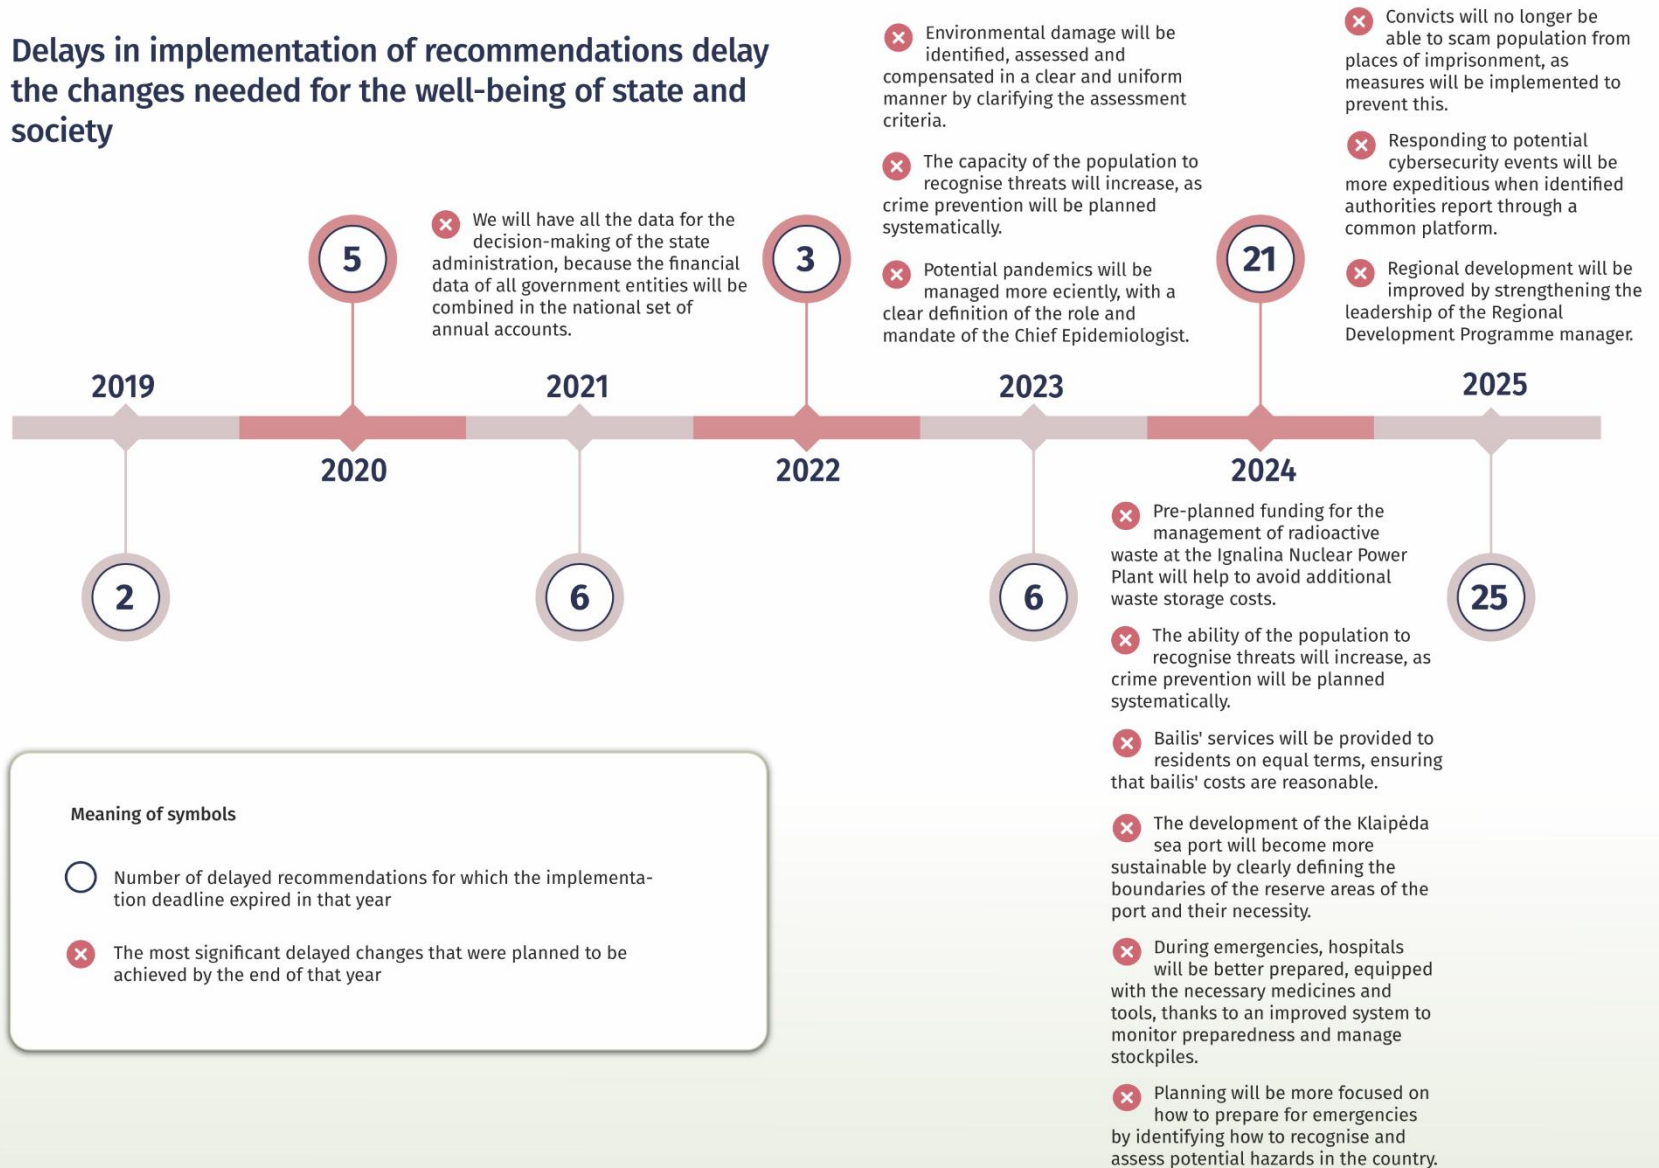 Delays in implementation of recommendations delay
the changes needed for the well-being of state and
society
2019
2
2020
5
We will have all the data for the
decision-making of the state
administration, because the financial
data of all government entities will be
combined in the national set of
annual accounts.
2021
6
2022
3
Environmental damage will be
identified, assessed and
compensated in a clear and uniform
manner by clarifying the assessment
criteria.
The capacity of the population to
recognise threats will increase, as
crime prevention will be planned
systematically.
Potential pandemics will be
managed more eciently, with a
clear definition of the role and
mandate of the Chief Epidemiologist.
2023
6
2024
21
Pre-planned funding for the
management of radioactive
waste at the Ignalina Nuclear Power
Plant will help to avoid additional
waste storage costs.
The ability of the population to
recognise threats will increase, as
crime prevention will be planned
systematically.
Bailis' services will be provided to
residents on equal terms, ensuring
that bailis' costs are reasonable.
The development of the Klaipėda
sea port will become more
sustainable by clearly defining the
boundaries of the reserve areas of the
port and their necessity.
During emergencies, hospitals
will be better prepared, equipped
with the necessary medicines and
tools, thanks to an improved system to
monitor preparedness and manage
stockpiles.
Planning will be more focused on
how to prepare for emergencies
by identifying how to recognise and
assess potential hazards in the country.
2025
25
Convicts will no longer be
able to scam population from
places of imprisonment, as
measures will be implemented to
prevent this.
Responding to potential
cybersecurity events will be
more expeditious when identified
authorities report through a
common platform.
Regional development will be
improved by strengthening the
leadership of the Regional
Development Programme manager.
Meaning of symbols
Number of delayed recommendations for which the implementa-
tion deadline expired in that year
The most significant delayed changes that were planned to be
achieved by the end of that year